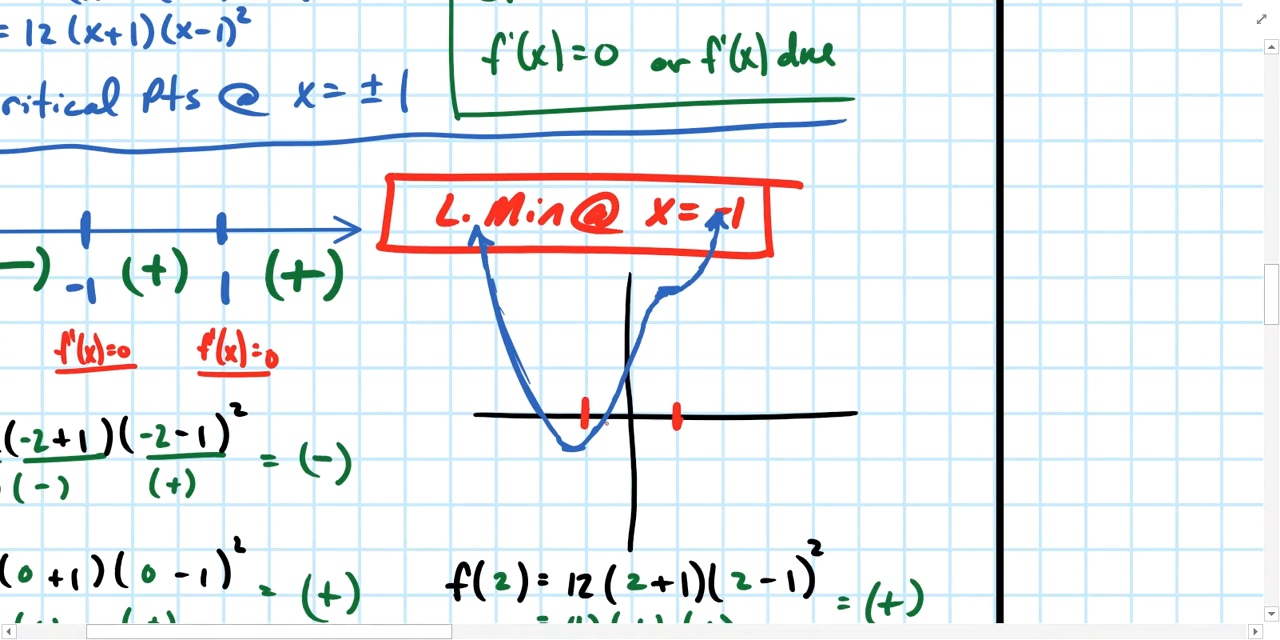 = 12 (x+1)(x-1)²
f'(x)=0 or f'(x) dne
ritical Pts @ x= ± 1
L. Min @ x= -1
-) -1 (+) 1 (+)
f'(x)=0 f'(x)=0
(-2+1)(-2-1)² = (-)
(-) (+)
(0+1)(0-1)² = (+)
f(2) = 12(2+1)(2-1)² = (+)